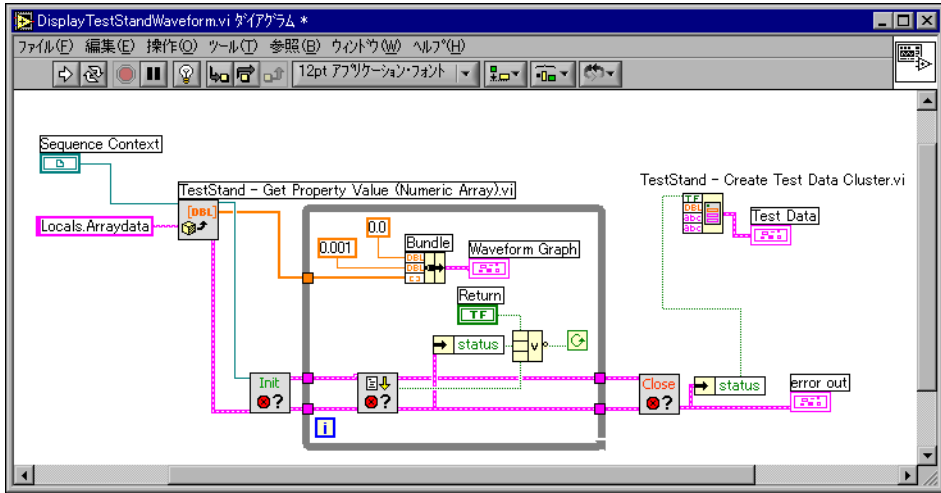 DisplayTestStandWaveform.vi ダイアグラム *
ファイル(F) 編集(E) 操作(O) ツール(T) 参照(B) ウィンドウ(W) ヘルプ(H)
12pt アプリケーション・フォント
Sequence Context
TestStand - Get Property Value (Numeric Array).vi
[DBL]
Locals.Arraydata
0.0
0.001
Bundle
DBL
DBL
Waveform Graph
Return
TF
status
v
Init
?
?
i
TestStand - Create Test Data Cluster.vi
TF
DBL
abc
abc
Test Data
Close
?
status
error out